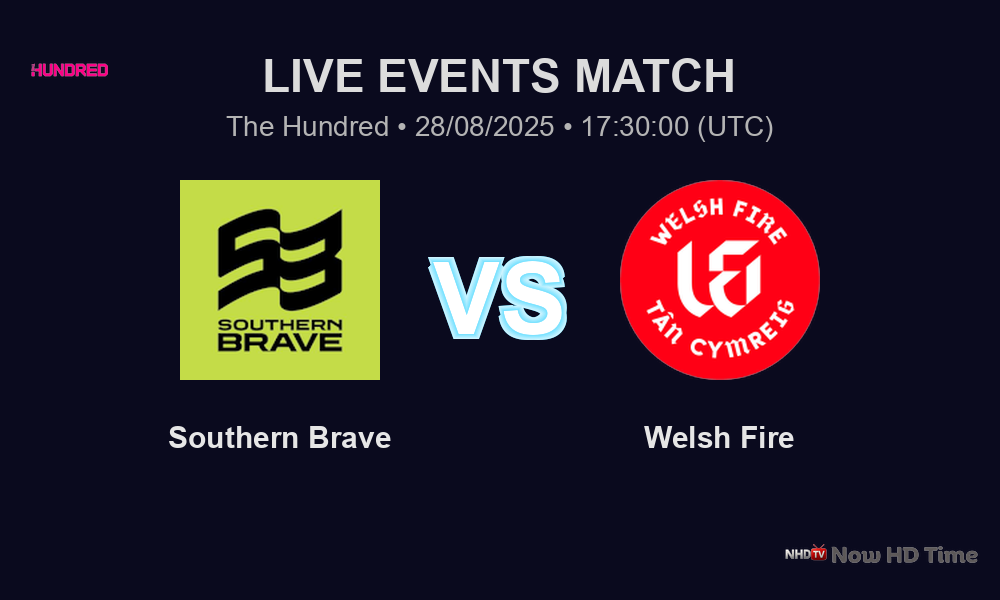 HUNDRED
LIVE EVENTS MATCH
The Hundred • 28/08/2025 • 17:30:00 (UTC)
SOUTHERN
BRAVE
VS
WELSH FIRE
TÂN CYMREIG
Southern Brave
Welsh Fire
NHDTV Now HD Time